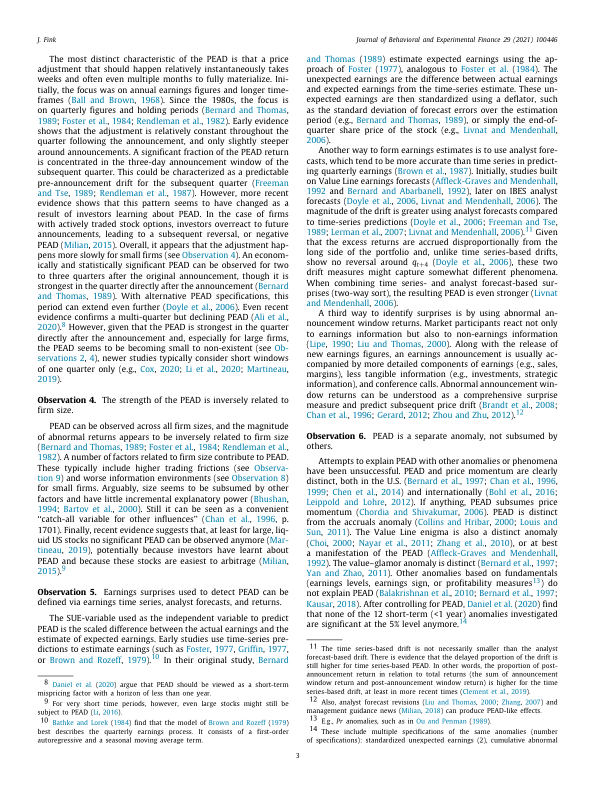 J. Fink
Journal of Behavioral and Experimental Finance 29 (2021) 100446
The most distinct characteristic of the PEAD is that a price
adjustment that should happen relatively instantaneously takes
weeks and often even multiple months to fully materialize. Ini-
tially, the focus was on annual earnings figures and longer time-
frames (Ball and Brown, 1968). Since the 1980s, the focus is
on quarterly figures and holding periods (Bernard and Thomas,
1989; Foster et al., 1984; Rendleman et al., 1982). Early evidence
shows that the adjustment is relatively constant throughout the
quarter following the announcement, and only slightly steeper
around announcements. A significant fraction of the PEAD return
is concentrated in the three-day announcement window of the
subsequent quarter. This could be characterized as a predictable
pre-announcement drift for the subsequent quarter (Freeman
and Tse, 1989; Rendleman et al., 1987). However, more recent
evidence shows that this pattern seems to have changed as a
result of investors learning about PEAD. In the case of firms
with actively traded stock options, investors overreact to future
announcements, leading to a subsequent reversal, or negative
PEAD (Milian, 2015). Overall, it appears that the adjustment hap-
pens more slowly for small firms (see Observation 4). An econom-
ically and statistically significant PEAD can be observed for two
to three quarters after the original announcement, though it is
strongest in the quarter directly after the announcement (Bernard
and Thomas, 1989). With alternative PEAD specifications, this
period can extend even further (Doyle et al., 2006). Even recent
evidence confirms a multi-quarter but declining PEAD (Ali et al.,
2020).8 However, given that the PEAD is strongest in the quarter
directly after the announcement and, especially for large firms,
the PEAD seems to be becoming small to non-existent (see Ob-
servations 2, 4), newer studies typically consider short windows
of one quarter only (e.g., Cox, 2020; Li et al., 2020; Martineau,
2019).
Observation 4. The strength of the PEAD is inversely related to
firm size.
PEAD can be observed across all firm sizes, and the magnitude
of abnormal returns appears to be inversely related to firm size
(Bernard and Thomas, 1989; Foster et al., 1984; Rendleman et al.,
1982). A number of factors related to firm size contribute to PEAD.
These typically include higher trading frictions (see Observa-
tion 9) and worse information environments (see Observation 8)
for small firms. Arguably, size seems to be subsumed by other
factors and have little incremental explanatory power (Bhushan,
1994; Bartov et al., 2000). Still it can be seen as a convenient
"catch-all variable for other influences" (Chan et al., 1996, p.
1701). Finally, recent evidence suggests that, at least for large, liq-
uid US stocks no significant PEAD can be observed anymore (Mar-
tineau, 2019), potentially because investors have learnt about
PEAD and because these stocks are easiest to arbitrage (Milian,
2015).9
Observation 5. Earnings surprises used to detect PEAD can be
defined via earnings time series, analyst forecasts, and returns.
The SUE-variable used as the independent variable to predict
PEAD is the scaled difference between the actual earnings and the
estimate of expected earnings. Early studies use time-series pre-
dictions to estimate earnings (such as Foster, 1977, Griffin, 1977,
or Brown and Rozeff, 1979).10 In their original study, Bernard
8 Daniel et al. (2020) argue that PEAD should be viewed as a short-term
mispricing factor with a horizon of less than one year.
9 For very short time periods, however, even large stocks might still be
subject to PEAD (Li, 2016).
10 Bathke and Lorek (1984) find that the model of Brown and Rozeff (1979)
best describes the quarterly earnings process. It consists of a first-order
autoregressive and a seasonal moving average term.
and Thomas (1989) estimate expected earnings using the ap-
proach of Foster (1977), analogous to Foster et al. (1984). The
unexpected earnings are the difference between actual earnings
and expected earnings from the time-series estimate. These un-
expected earnings are then standardized using a deflator, such
as the standard deviation of forecast errors over the estimation
period (e.g., Bernard and Thomas, 1989), or simply the end-of-
quarter share price of the stock (e.g., Livnat and Mendenhall,
2006).
Another way to form earnings estimates is to use analyst fore-
casts, which tend to be more accurate than time series in predict-
ing quarterly earnings (Brown et al., 1987). Initially, studies built
on Value Line earnings forecasts (Affleck-Graves and Mendenhall,
1992 and Bernard and Abarbanell, 1992), later on IBES analyst
forecasts (Doyle et al., 2006, Livnat and Mendenhall, 2006). The
magnitude of the drift is greater using analyst forecasts compared
to time-series predictions (Doyle et al., 2006; Freeman and Tse,
1989; Lerman et al., 2007; Livnat and Mendenhall, 2006).11 Given
that the excess returns are accrued disproportionally from the
long side of the portfolio and, unlike time series-based drifts,
show no reversal around qt+4 (Doyle et al., 2006), these two
drift measures might capture somewhat different phenomena.
When combining time series- and analyst forecast-based sur-
prises (two-way sort), the resulting PEAD is even stronger (Livnat
and Mendenhall, 2006).
A third way to identify surprises is by using abnormal an-
nouncement window returns. Market participants react not only
to earnings information but also to non-earnings information
(Lipe, 1990; Liu and Thomas, 2000). Along with the release of
new earnings figures, an earnings announcement is usually ac-
companied by more detailed components of earnings (e.g., sales,
margins), less tangible information (e.g., investments, strategic
information), and conference calls. Abnormal announcement win-
dow returns can be understood as a comprehensive surprise
measure and predict subsequent price drift (Brandt et al., 2008;
Chan et al., 1996; Gerard, 2012; Zhou and Zhu, 2012).12
Observation 6. PEAD is a separate anomaly, not subsumed by
others.
Attempts to explain PEAD with other anomalies or phenomena
have been unsuccessful. PEAD and price momentum are clearly
distinct, both in the U.S. (Bernard et al., 1997; Chan et al., 1996,
1999; Chen et al., 2014) and internationally (Bohl et al., 2016;
Leippold and Lohre, 2012). If anything, PEAD subsumes price
momentum (Chordia and Shivakumar, 2006). PEAD is distinct
from the accruals anomaly (Collins and Hribar, 2000; Louis and
Sun, 2011). The Value Line enigma is also a distinct anomaly
(Choi, 2000; Nayar et al., 2011; Zhang et al., 2010), or at best
a manifestation of the PEAD (Affleck-Graves and Mendenhall,
1992). The value–glamor anomaly is distinct (Bernard et al., 1997;
Yan and Zhao, 2011). Other anomalies based on fundamentals
(earnings levels, earnings sign, or profitability measures13) do
not explain PEAD (Balakrishnan et al., 2010; Bernard et al., 1997;
Kausar, 2018). After controlling for PEAD, Daniel et al. (2020) find
that none of the 12 short-term (<1 year) anomalies investigated
are significant at the 5% level anymore.14
11 The time series-based drift is not necessarily smaller than the analyst
forecast-based drift. There is evidence that the delayed proportion of the drift is
still higher for time series-based PEAD. In other words, the proportion of post-
announcement return in relation to total returns (the sum of announcement
window return and post-announcement window return) is higher for the time
series-based drift, at least in more recent times (Clement et al., 2019).
12 Also, analyst forecast revisions (Liu and Thomas, 2000; Zhang, 2007) and
management guidance news (Milian, 2018) can produce PEAD-like effects.
13 E.g., Pr anomalies, such as in Ou and Penman (1989).
14 These include multiple specifications of the same anomalies (number
of specifications): standardized unexpected earnings (2), cumulative abnormal
3